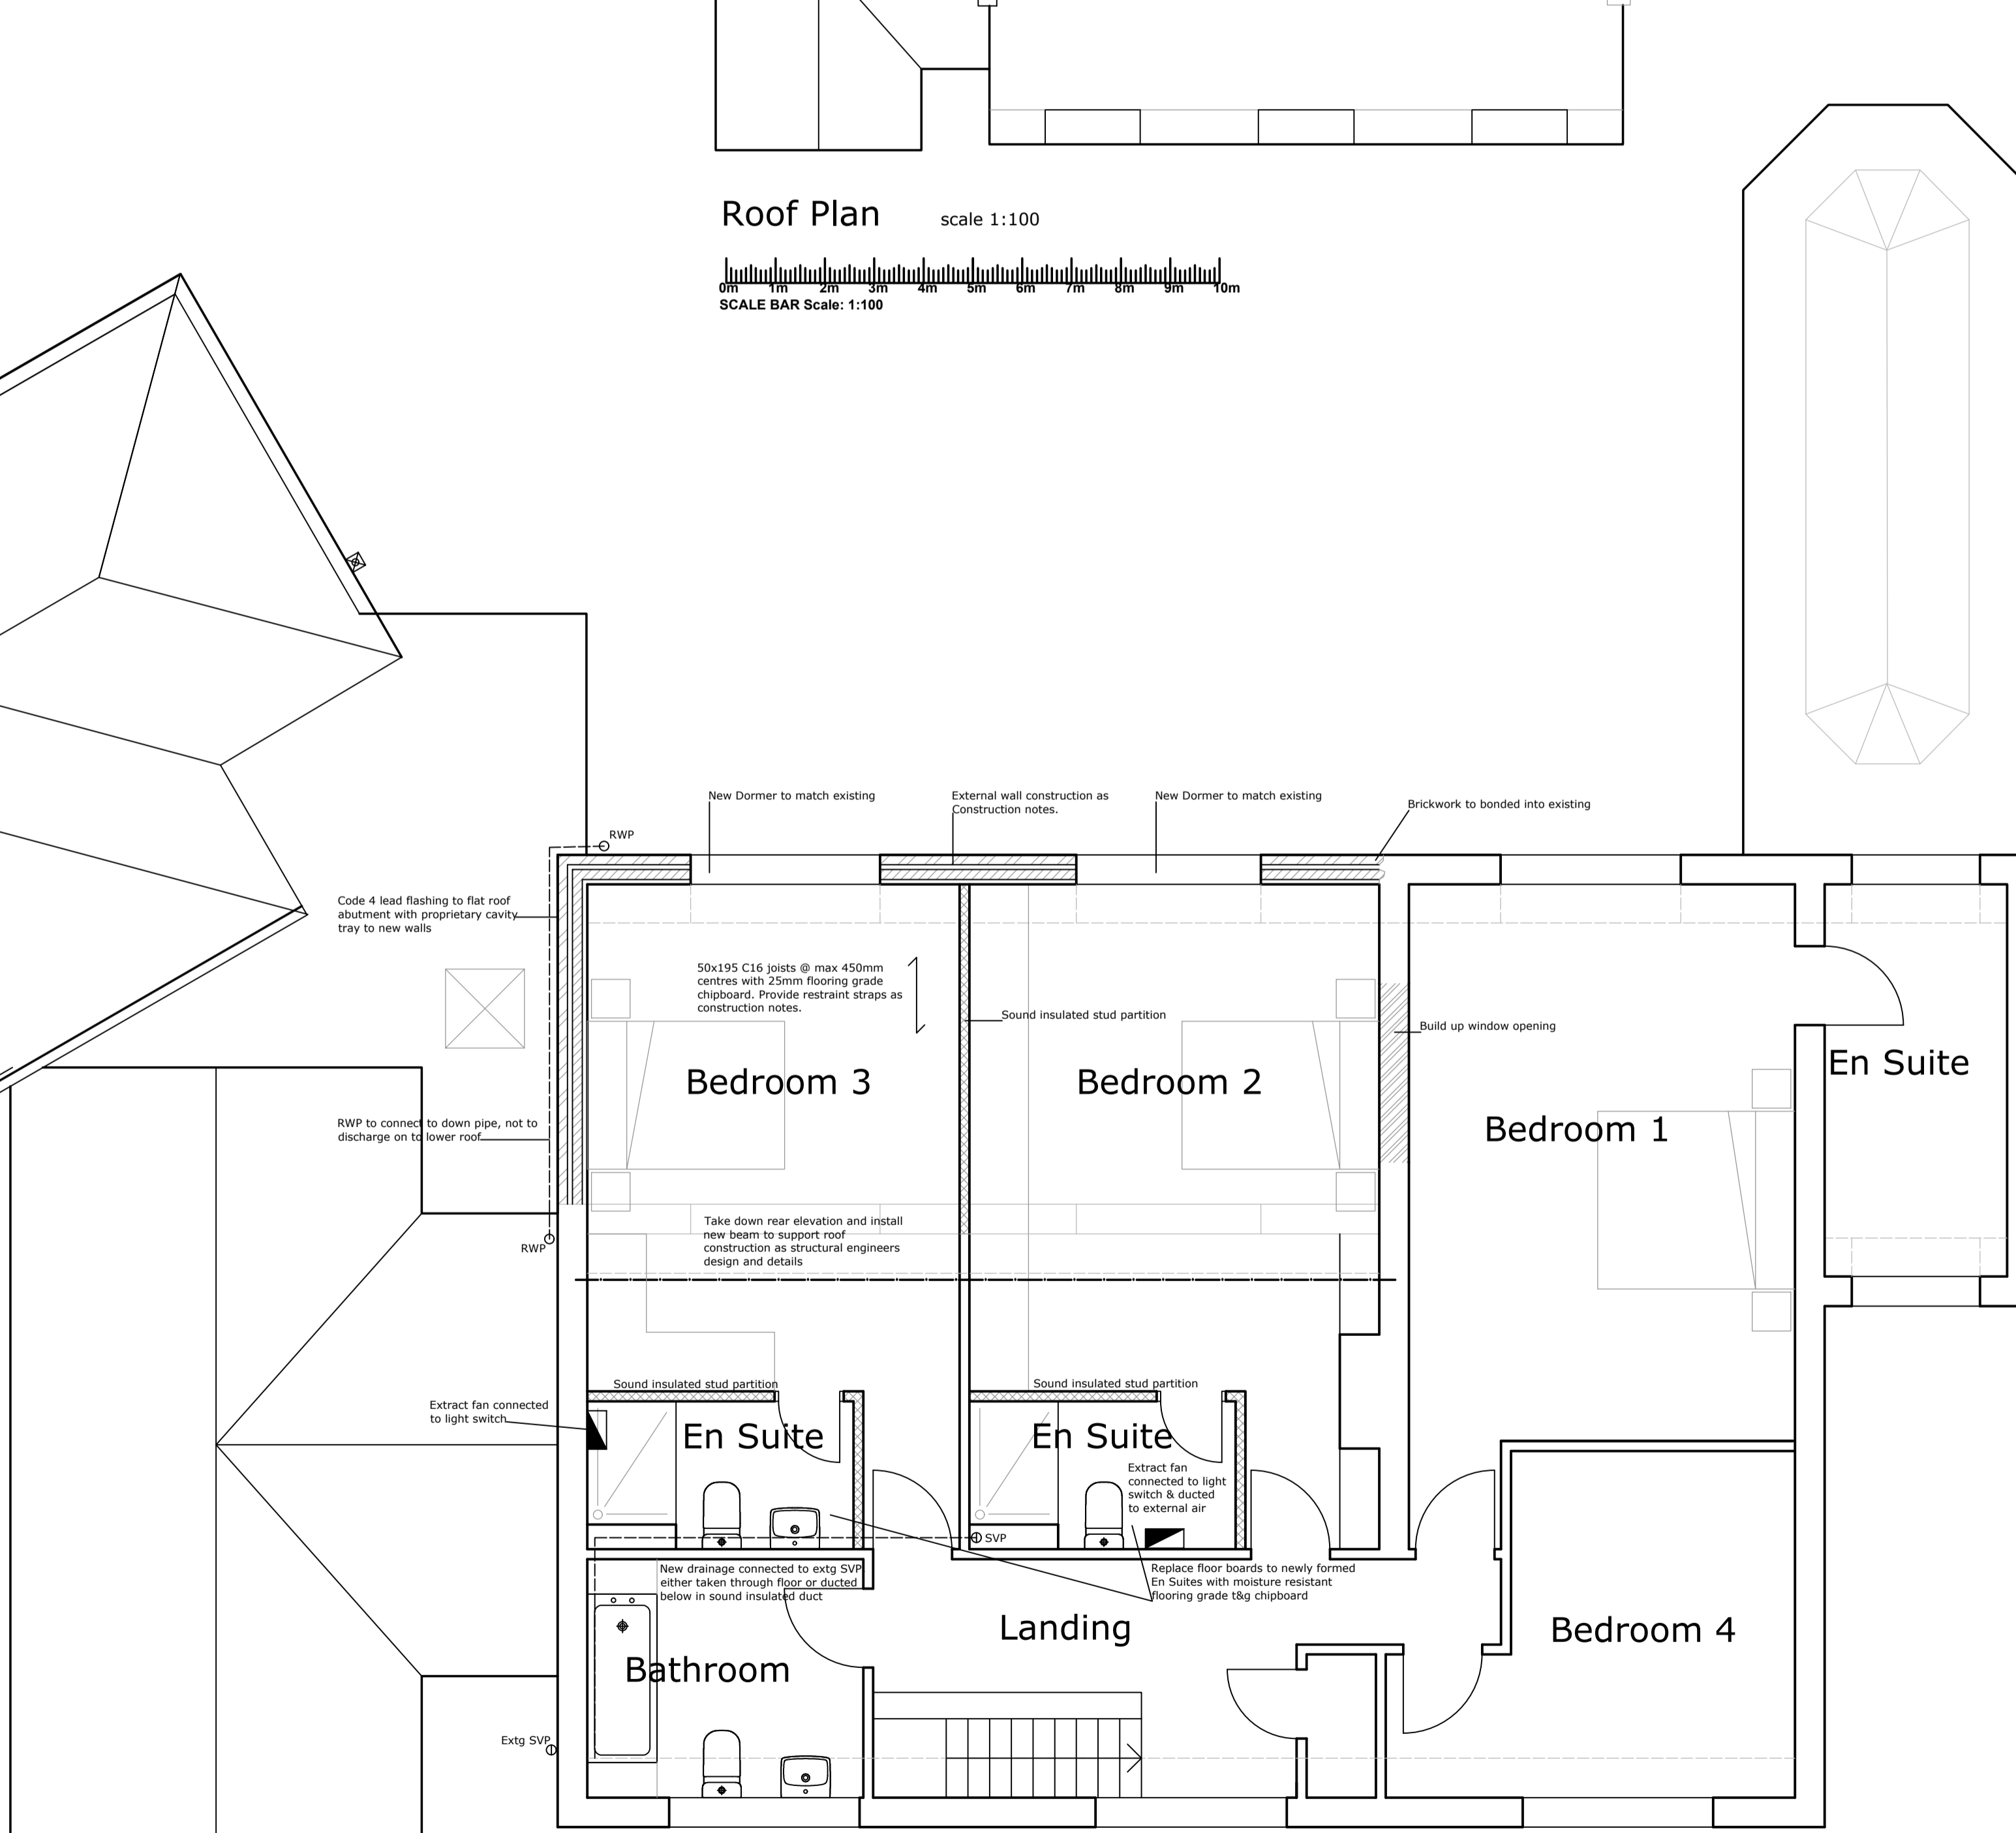 Roof Plan scale 1:100
0m 1m 2m 3m 4m 5m 6m 7m 8m 9m 10m
SCALE BAR Scale: 1:100
New Dormer to match existing
External wall construction as
Construction notes.
New Dormer to match existing
Brickwork to bonded into existing
RWP
Code 4 lead flashing to flat roof
abutment with proprietary cavity
tray to new walls
50x195 C16 joists @ max 450mm
centres with 25mm flooring grade
chipboard. Provide restraint straps as
construction notes.
Sound insulated stud partition
Build up window opening
En Suite
Bedroom 3
Bedroom 2
Bedroom 1
RWP to connect to down pipe, not to
discharge on to lower roof
RWP
Take down rear elevation and install
new beam to support roof
construction as structural engineers
design and details
Sound insulated stud partition
Sound insulated stud partition
Extract fan connected
to light switch
En Suite
En Suite
Extract fan
connected to light
switch & ducted
to external air
SVP
New drainage connected to extg SVP
either taken through floor or ducted
below in sound insulated duct
Replace floor boards to newly formed
En Suites with moisture resistant
flooring grade t&g chipboard
Landing
Bedroom 4
Bathroom
Extg SVP